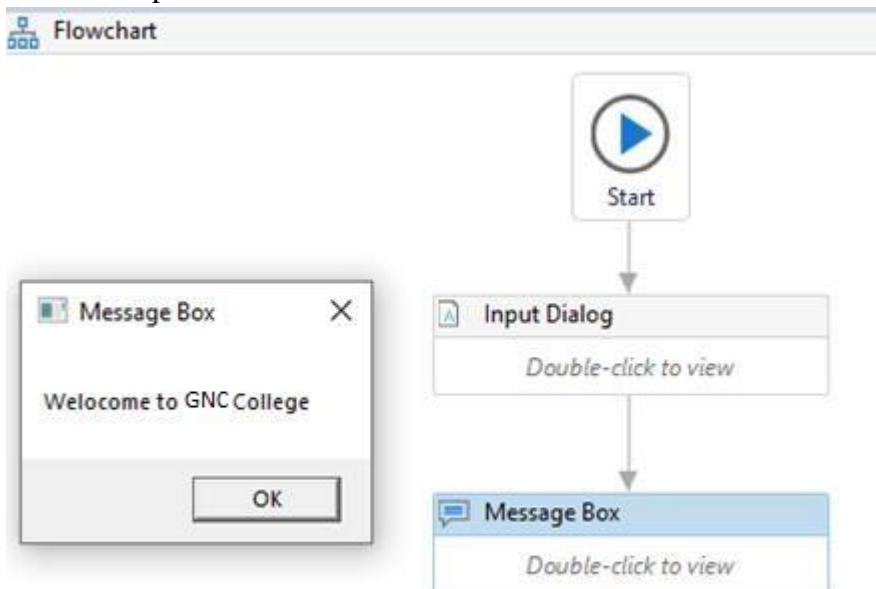 Flowchart
Start
Input Dialog
Double-click to view
Message Box
Welocome to GNC College
OK
Message Box
Double-click to view